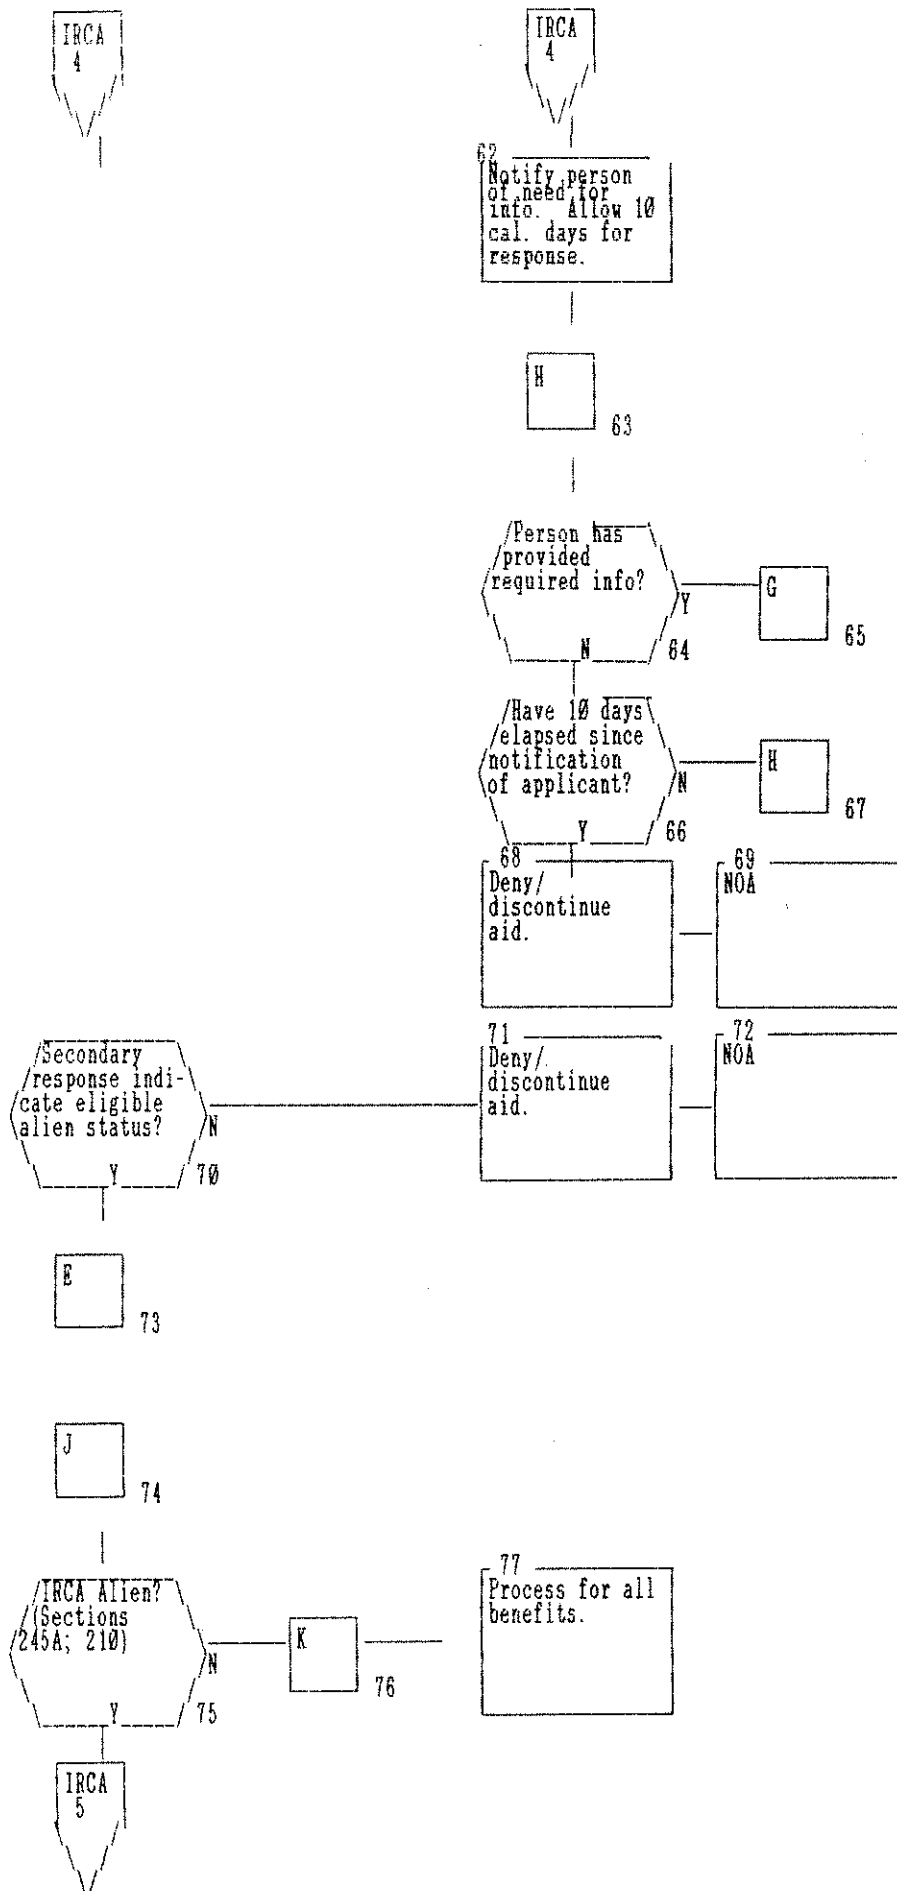 IRCA
4
IRCA
4
62
Notify person
of need for
info. Allow 10
cal. days for
response.
H
63
Person has
provided
required info?
Y
G
65
N
64
Have 10 days
elapsed since
notification
of applicant?
N
H
67
Y
66
68
Deny/
discontinue
aid.
69
NOA
Secondary
response indi-
cate eligible
alien status?
N
Y
70
71
Deny/
discontinue
aid.
72
NOA
E
73
J
74
IRCA Alien?
(Sections
245A; 210)
N
Y
75
K
76
77
Process for all
benefits.
IRCA
5